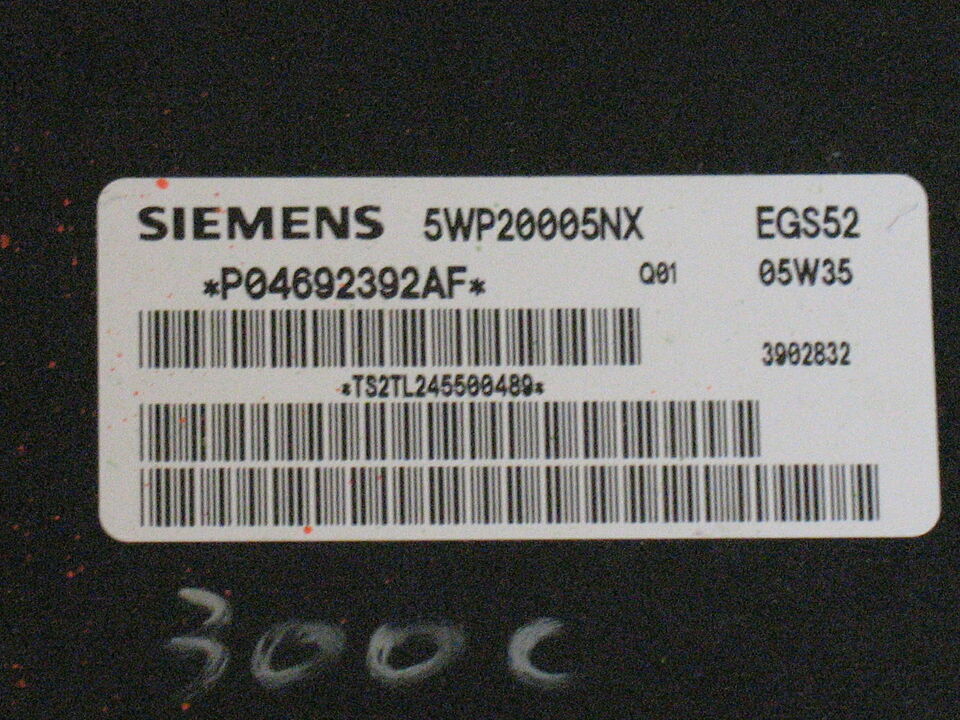 SIEMENS 5WP20005NX EGS52
*P04692392AF* Q01 05W35
3902832
*TS2TL245500489*
300C